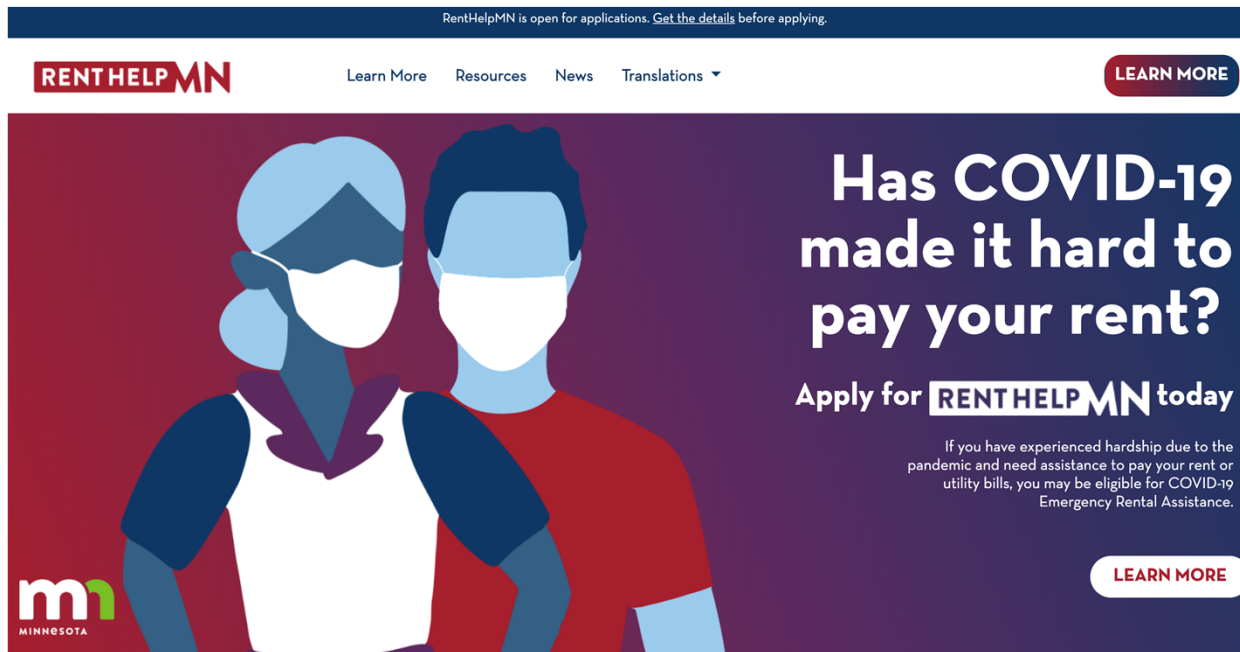 RentHelpMN is open for applications. Get the details before applying.
RENTHELPMN
Learn More Resources News Translations
LEARN MORE
Has COVID-19
made it hard to
pay your rent?
Apply for RENTHELPMN today
If you have experienced hardship due to the
pandemic and need assistance to pay your rent or
utility bills, you may be eligible for COVID-19
Emergency Rental Assistance.
LEARN MORE
mn
MINNeSOTA